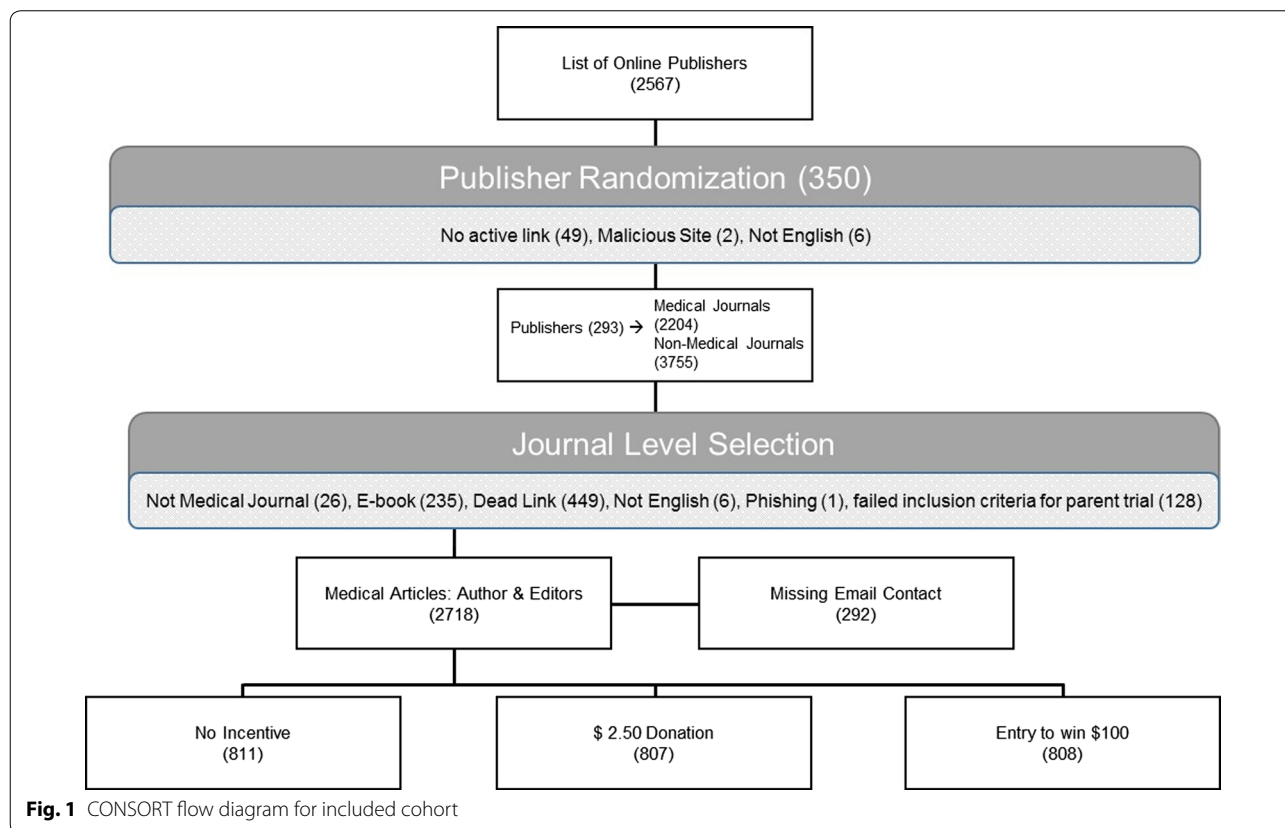 List of Online Publishers
(2567)
Publisher Randomization (350)
No active link (49), Malicious Site (2), Not English (6)
Publishers (293) → Medical Journals
(2204)
Non-Medical Journals
(3755)
Journal Level Selection
Not Medical Journal (26), E-book (235), Dead Link (449), Not English (6), Phishing (1), failed inclusion criteria for parent trial (128)
Medical Articles: Author & Editors
(2718)
Missing Email Contact
(292)
No Incentive
(811)
$ 2.50 Donation
(807)
Entry to win $100
(808)
Fig. 1 CONSORT flow diagram for included cohort